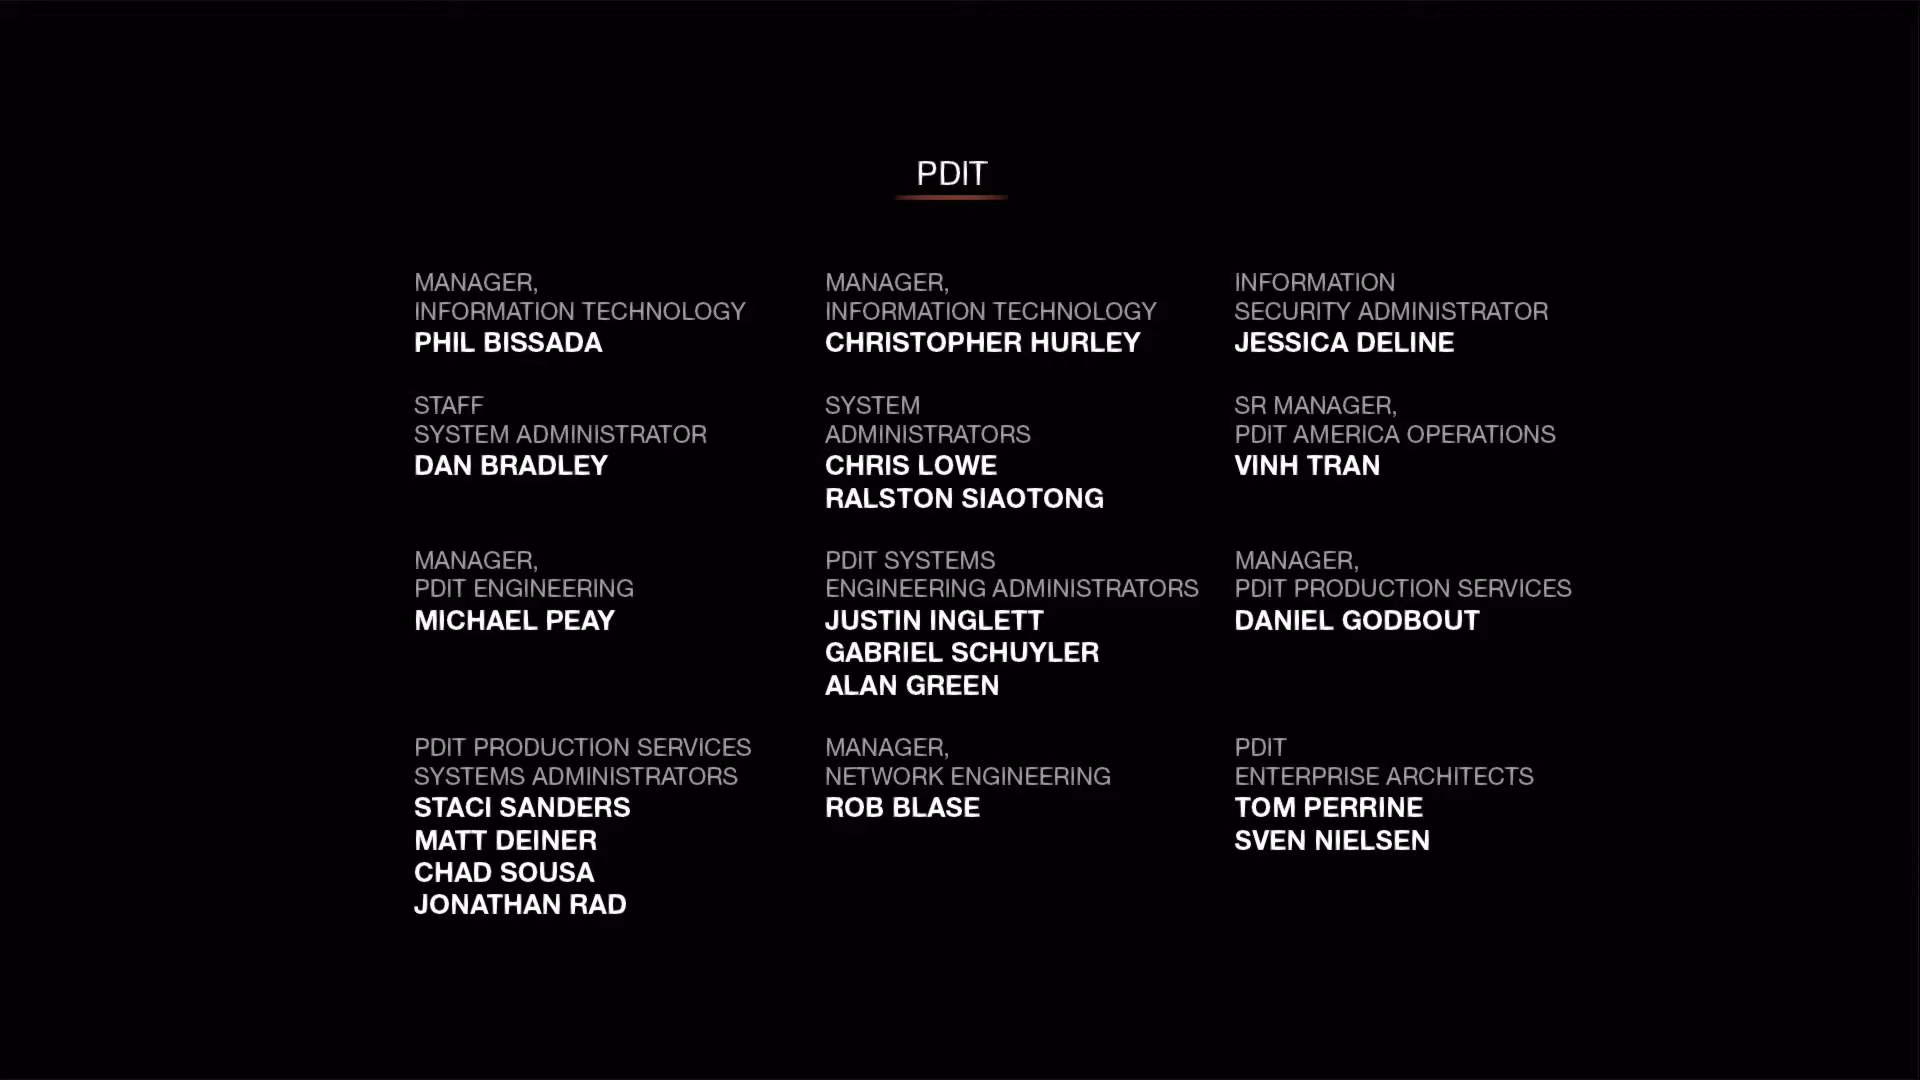 PDIT
MANAGER,
INFORMATION TECHNOLOGY
PHIL BISSADA
MANAGER,
INFORMATION TECHNOLOGY
CHRISTOPHER HURLEY
INFORMATION
SECURITY ADMINISTRATOR
JESSICA DELINE
STAFF
SYSTEM ADMINISTRATOR
DAN BRADLEY
SYSTEM
ADMINISTRATORS
CHRIS LOWE
RALSTON SIAOTONG
SR MANAGER,
PDIT AMERICA OPERATIONS
VINH TRAN
MANAGER,
PDIT ENGINEERING
MICHAEL PEAY
PDIT SYSTEMS
ENGINEERING ADMINISTRATORS
JUSTIN INGLETT
GABRIEL SCHUYLER
ALAN GREEN
MANAGER,
PDIT PRODUCTION SERVICES
DANIEL GODBOUT
PDIT PRODUCTION SERVICES
SYSTEMS ADMINISTRATORS
STACI SANDERS
MATT DEINER
CHAD SOUSA
JONATHAN RAD
MANAGER,
NETWORK ENGINEERING
ROB BLASE
PDIT
ENTERPRISE ARCHITECTS
TOM PERRINE
SVEN NIELSEN